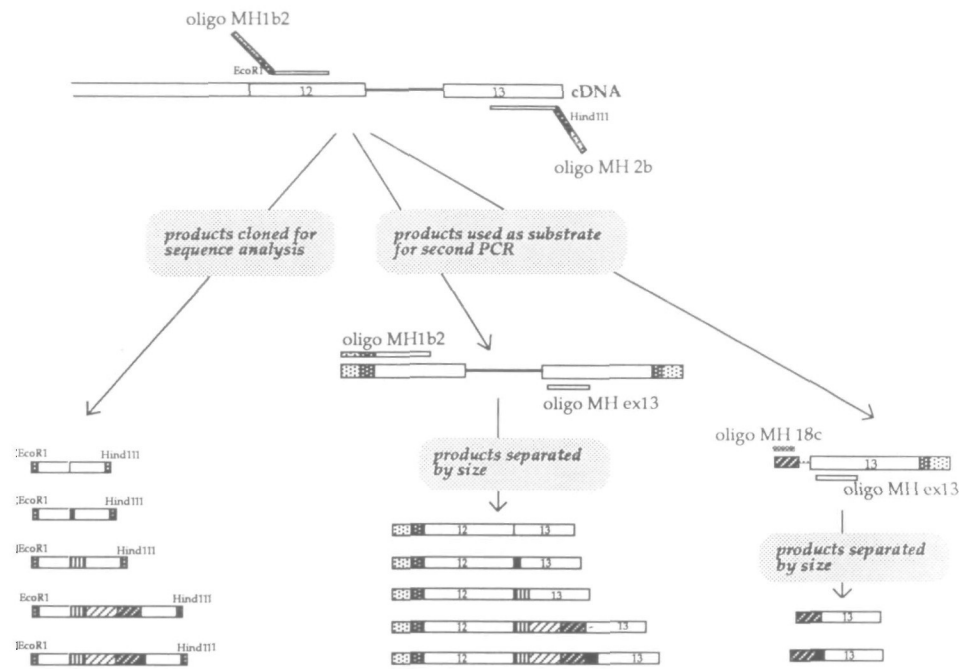 oligo MH1b2
EcoR1
12
13
cDNA
Hind111
oligo MH 2b
products cloned for
sequence analysis
products used as substrate
for second PCR
oligo MH1b2
oligo MH ex13
oligo MH 18c
13
oligo MH ex13
products separated
by size
products separated
by size
EcoR1 Hind111
EcoR1 Hind111
EcoR1 Hind111
EcoR1 Hind111
EcoR1 Hind111
12 13
12 13
12 13
12 13
12 13
13
13